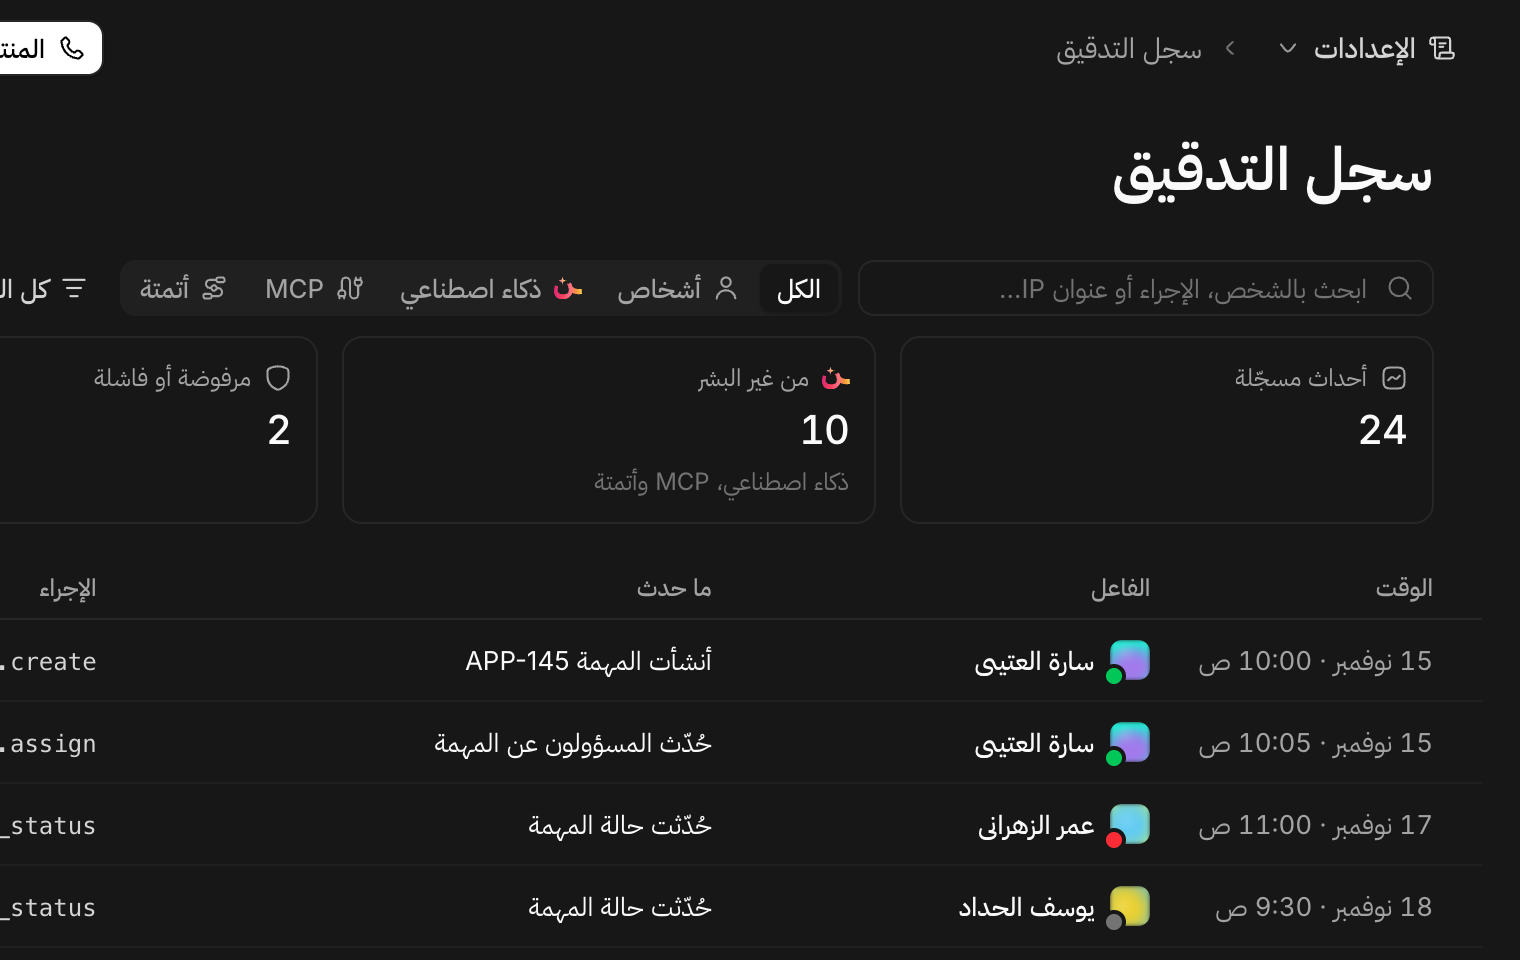 الإعدادات
سجل التدقيق
سجل التدقيق
ابحث بالشخص، الإجراء أو عنوان IP...
الكل
أشخاص
ذكاء اصطناعي
MCP
أتمتة
كل
أحداث مسجّلة
24
من غير البشر
10
ذكاء اصطناعي، MCP وأتمتة
مرفوضة أو فاشلة
2
الوقت الفاعل ما حدث الإجراء
15 نوفمبر · 10:00 ص سارة العتيبي أنشأت المهمة APP-145 .create
15 نوفمبر · 10:05 ص سارة العتيبي حُدّث المسؤولون عن المهمة .assign
17 نوفمبر · 11:00 ص عمر الزهراني حُدّثت حالة المهمة _status
18 نوفمبر · 9:30 ص يوسف الحداد حُدّثت حالة المهمة _status